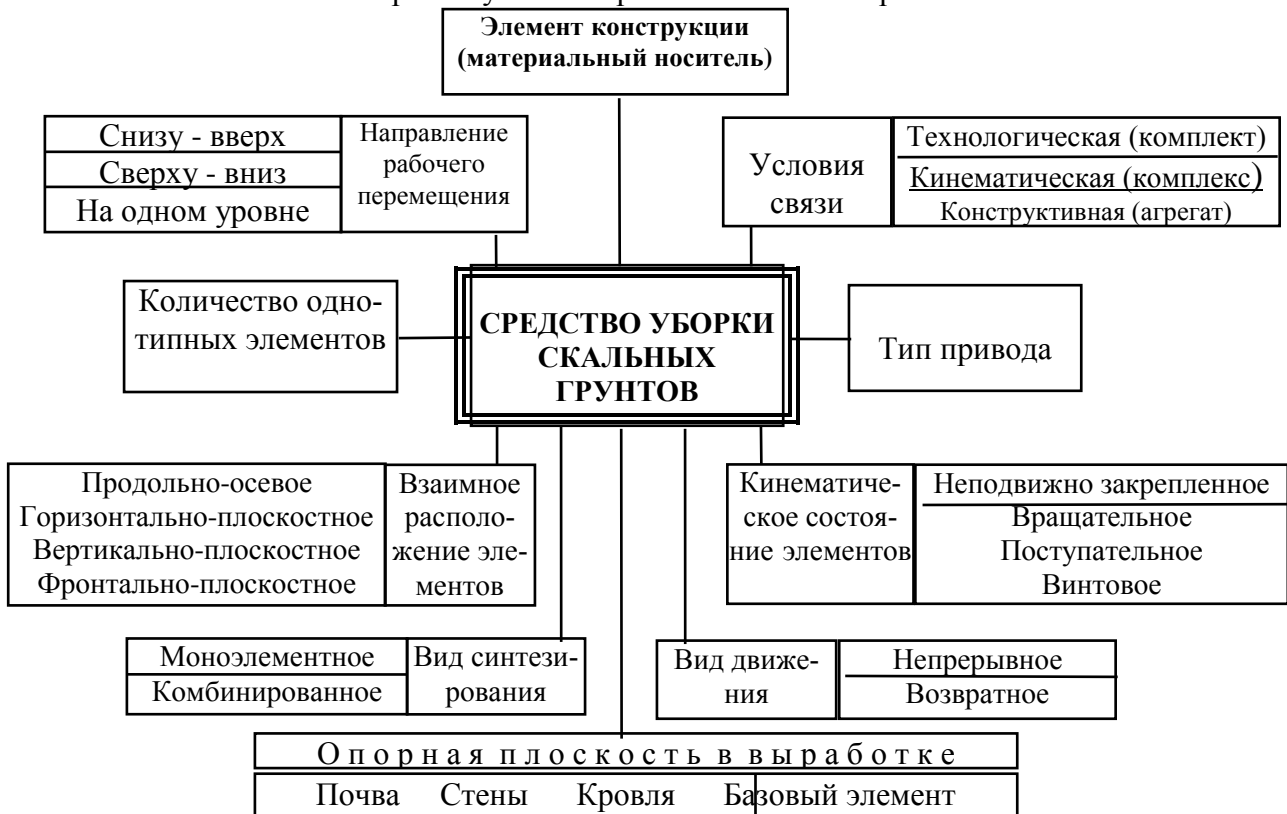 Элемент конструкции
(материальный носитель)
Снизу - вверх
Сверху - вниз
На одном уровне
Направление
рабочего
перемещения
Условия
связи
Технологическая (комплект)
Кинематическая (комплекс)
Конструктивная (агрегат)
Количество одно-
типных элементов
СРЕДСТВО УБОРКИ
СКАЛЬНЫХ
ГРУНТОВ
Тип привода
Продольно-осевое
Горизонтально-плоскостное
Вертикально-плоскостное
Фронтально-плоскостное
Взаимное
располо-
жение эле-
ментов
Кинематиче-
ское состоя-
ние элементов
Неподвижно закрепленное
Вращательное
Поступательное
Винтовое
Моноэлементное
Комбинированное
Вид синтези-
рования
Вид движе-
ния
Непрерывное
Возвратное
О п о р н а я п л о с к о с т ь в в ы р а б о т к е
Почва Стены Кровля Базовый элемент